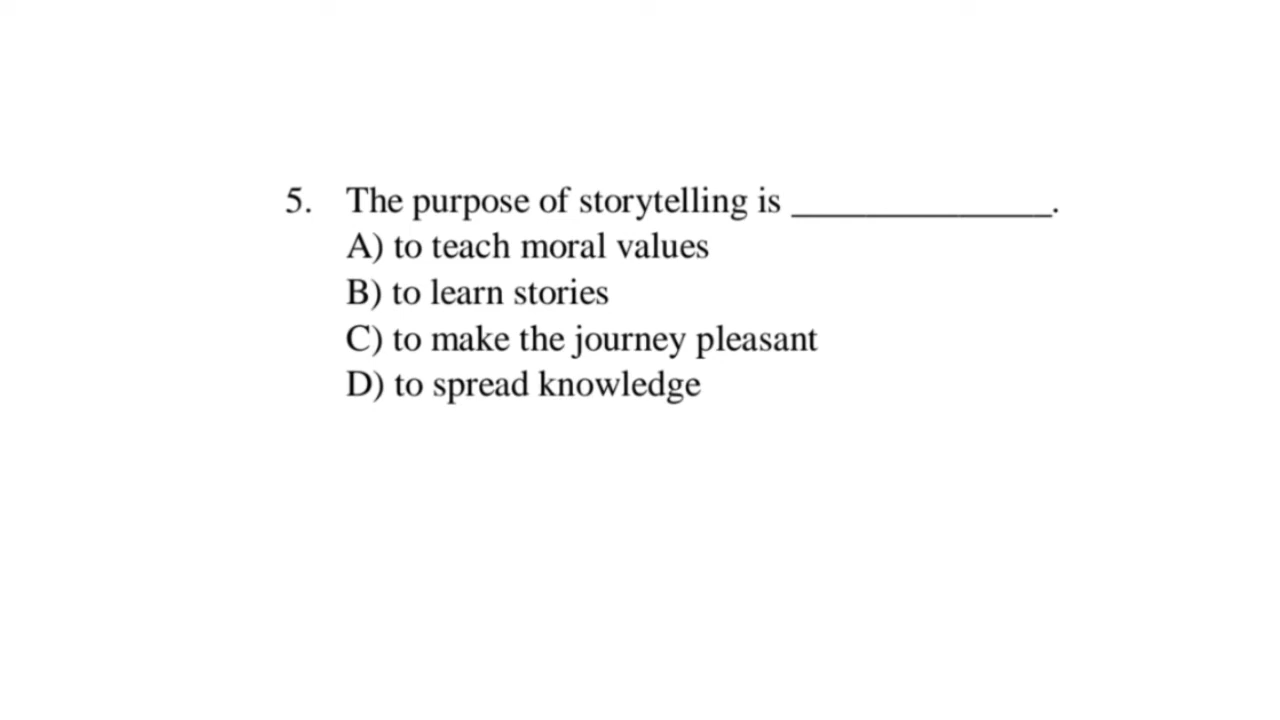 5. The purpose of storytelling is ______________.
A) to teach moral values
B) to learn stories
C) to make the journey pleasant
D) to spread knowledge